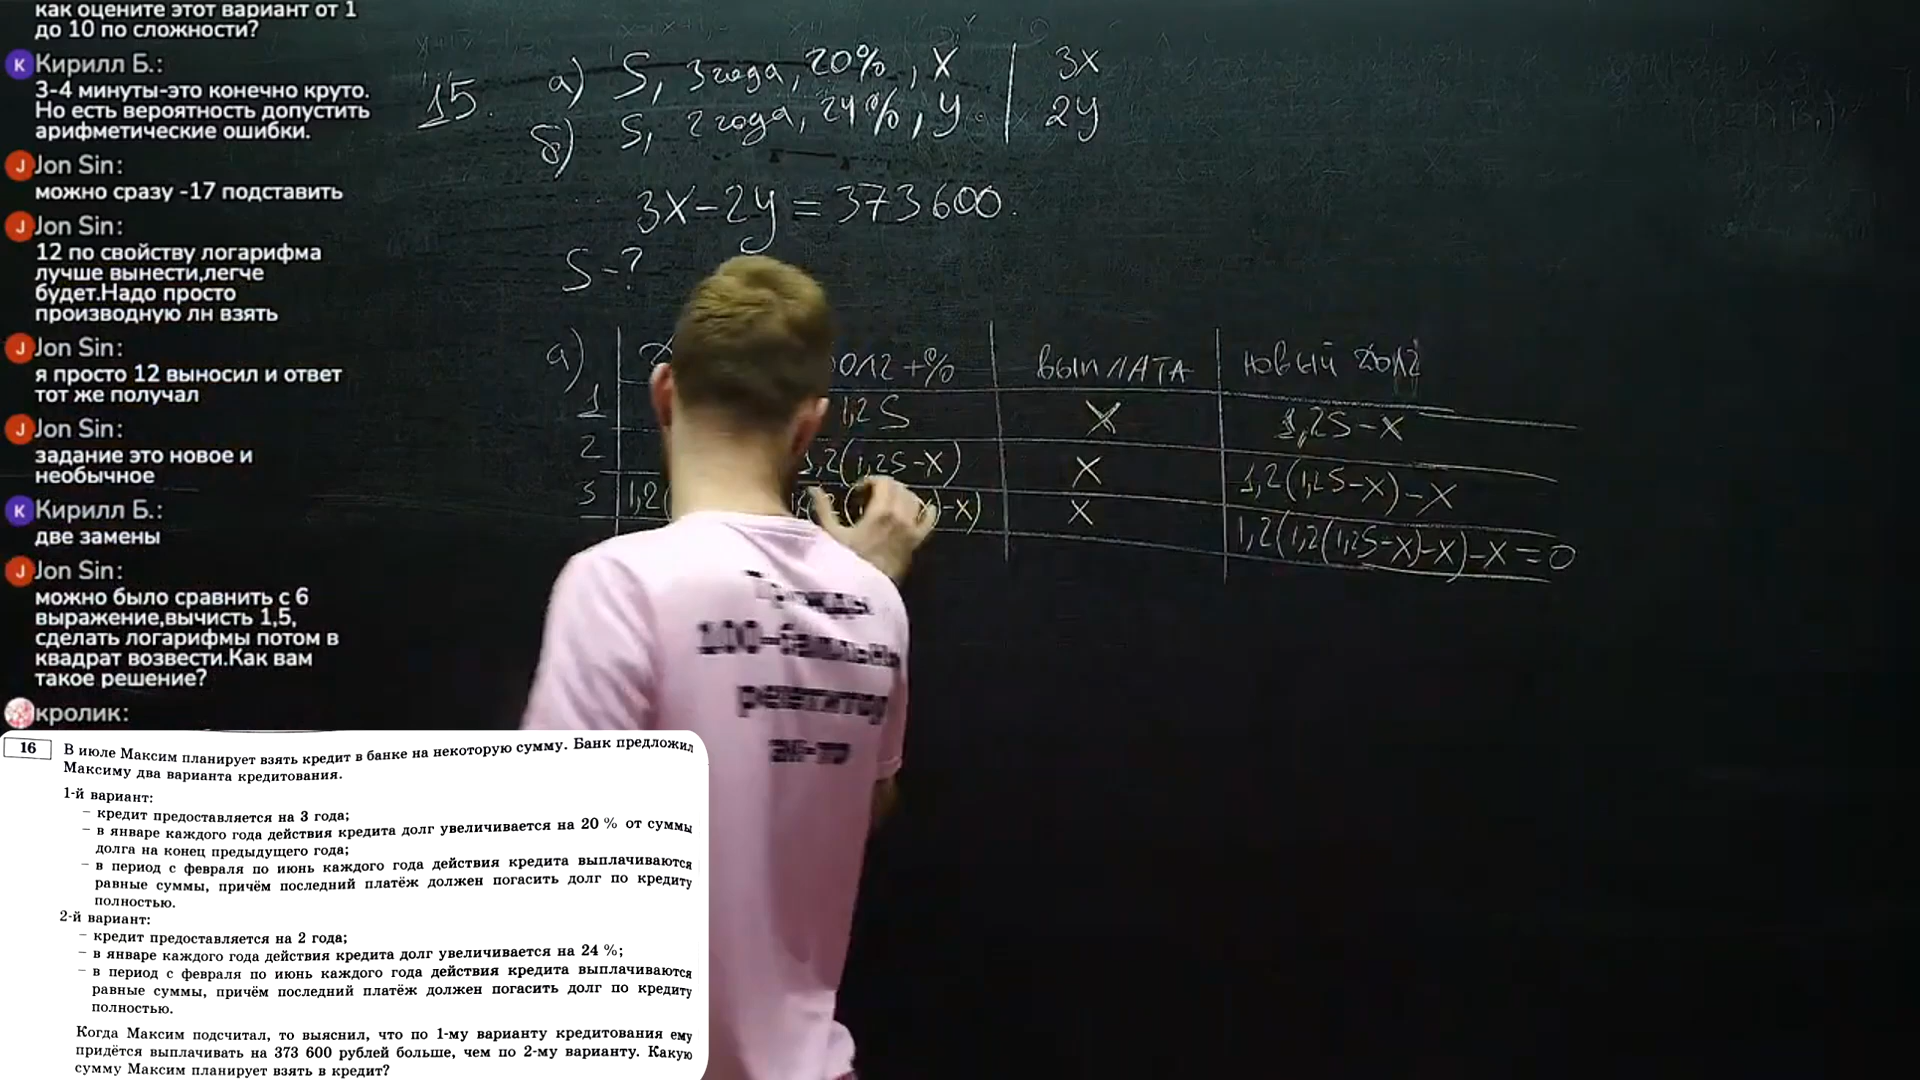 как оцените этот вариант от 1
до 10 по сложности?
Кирилл Б.:
3-4 минуты-это конечно круто.
Но есть вероятность допустить
арифметические ошибки.
Jon Sin:
можно сразу -17 подставить
Jon Sin:
12 по свойству логарифма
лучше вынести,легче
будет.Надо просто
производную лн взять
Jon Sin:
я просто 12 выносил и ответ
тот же получал
Jon Sin:
задание это новое и
необычное
Кирилл Б.:
две замены
Jon Sin:
можно было сравнить с 6
выражение,вычисть 1,5,
сделать логарифмы потом в
квадрат возвести.Как вам
такое решение?
кролик:
15. а) S, 3 года, 20%, X | 3X
б) S, 2 года, 24%, y. | 2y
3X-2y=373600.
S-?
а) +% выплата новый долг
1 1,2S X 1,2S-X
2 1,2(1,2S-X) X 1,2(1,2S-X)-X
3 1,2( -X) X 1,2(1,2(1,2S-X)-X)-X=0
100-
репетитор
16 В июле Максим планирует взять кредит в банке на некоторую сумму. Банк предложил
Максиму два варианта кредитования.
1-й вариант:
– кредит предоставляется на 3 года;
– в январе каждого года действия кредита долг увеличивается на 20 % от суммы
долга на конец предыдущего года;
– в период с февраля по июнь каждого года действия кредита выплачиваются
равные суммы, причём последний платёж должен погасить долг по кредиту
полностью.
2-й вариант:
– кредит предоставляется на 2 года;
– в январе каждого года действия кредита долг увеличивается на 24 %;
– в период с февраля по июнь каждого года действия кредита выплачиваются
равные суммы, причём последний платёж должен погасить долг по кредиту
полностью.
Когда Максим подсчитал, то выяснил, что по 1-му варианту кредитования ему
придётся выплачивать на 373 600 рублей больше, чем по 2-му варианту. Какую
сумму Максим планирует взять в кредит?